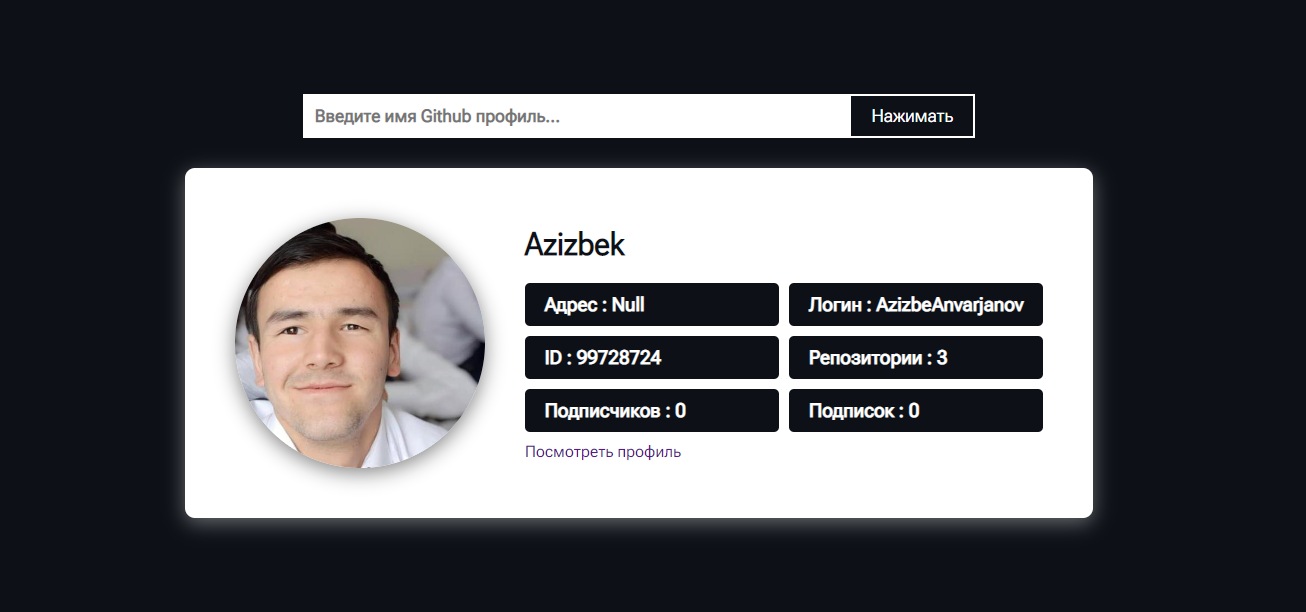 Введите имя Github профиль...
Нажимать
Azizbek
Адрес : Null
Логин : AzizbeAnvarjanov
ID : 99728724
Репозитории : 3
Подписчиков : 0
Подписок : 0
Посмотреть профиль